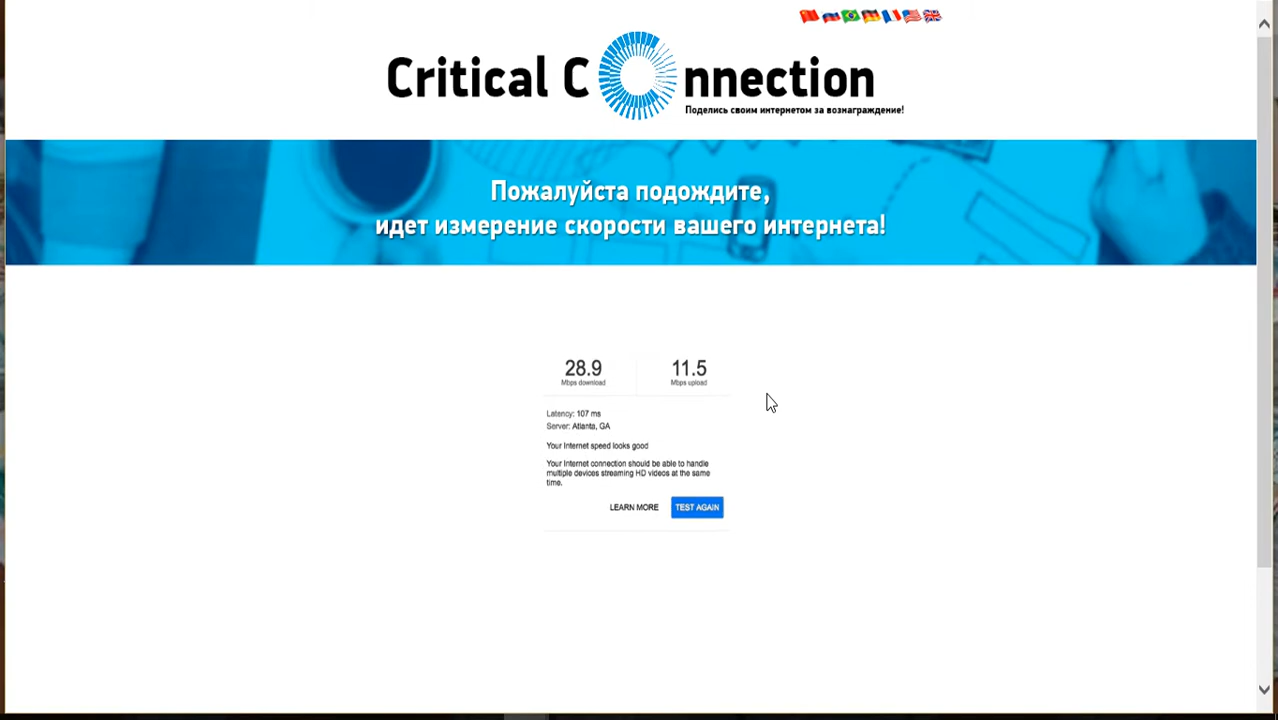 Critical Connection
Поделись своим интернетом за вознаграждение!
Пожалуйста подождите,
идет измерение скорости вашего интернета!
28.9 11.5
Mbps download Mbps upload
Latency: 107 ms
Server: Atlanta, GA
Your Internet speed looks good
Your Internet connection should be able to handle
multiple devices streaming HD videos at the same
time.
LEARN MORE TEST AGAIN